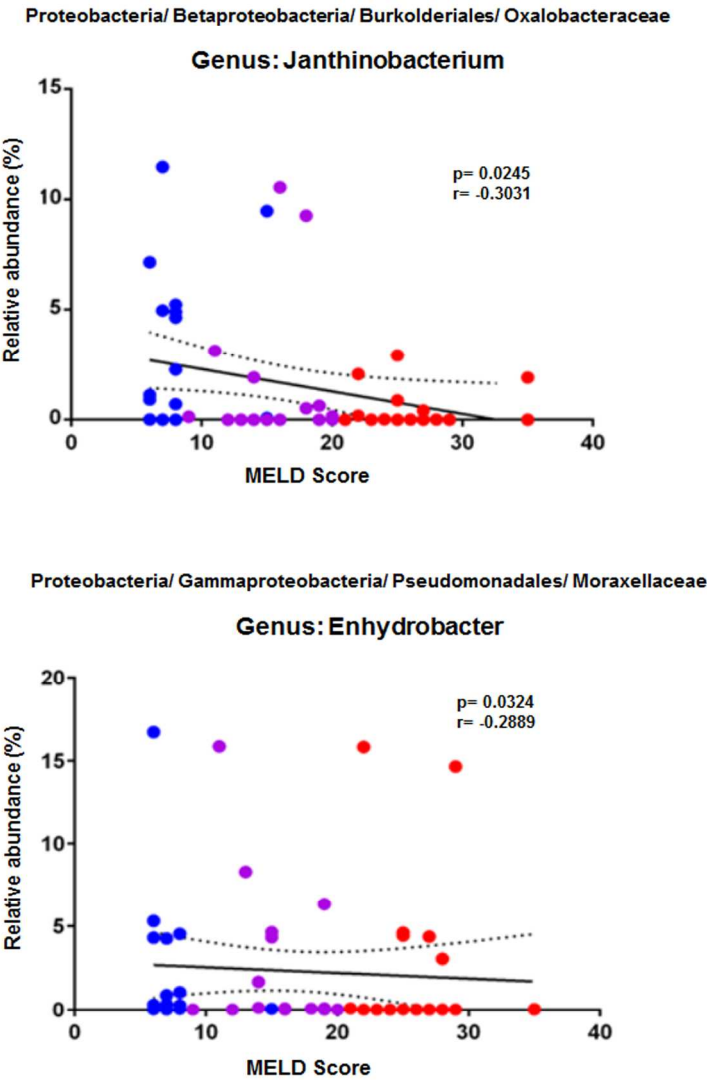 Proteobacteria/ Betaproteobacteria/ Burkolderiales/ Oxalobacteraceae
Genus: Janthinobacterium
15
10
5
0
p= 0.0245
r= -0.3031
Relative abundance (%)
0
10
20
30
40
MELD Score
Proteobacteria/ Gammaproteobacteria/ Pseudomonadales/ Moraxellaceae
Genus: Enhydrobacter
20
15
10
5
0
p= 0.0324
r= -0.2889
Relative abundance (%)
0
10
20
30
40
MELD Score